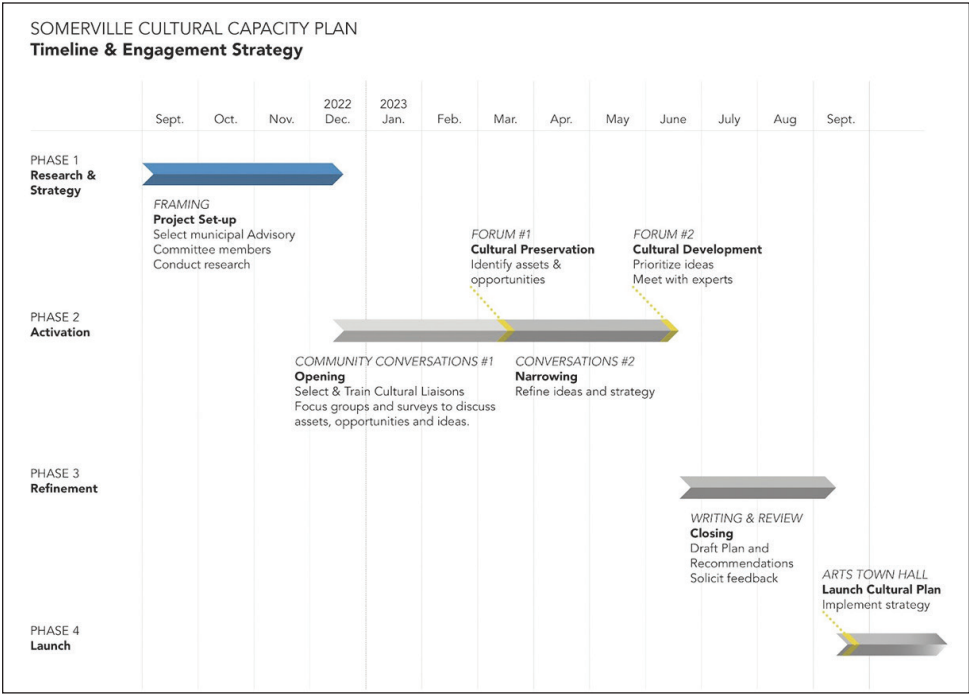 SOMERVILLE CULTURAL CAPACITY PLAN
Timeline & Engagement Strategy
2022 2023
Sept. Oct. Nov. Dec. Jan. Feb. Mar. Apr. May June July Aug Sept.
PHASE 1
Research &
Strategy
FRAMING
Project Set-up
Select municipal Advisory
Committee members
Conduct research
FORUM #1
Cultural Preservation
Identify assets &
opportunities
FORUM #2
Cultural Development
Prioritize ideas
Meet with experts
PHASE 2
Activation
COMMUNITY CONVERSATIONS #1
Opening
Select & Train Cultural Liaisons
Focus groups and surveys to discuss
assets, opportunities and ideas.
CONVERSATIONS #2
Narrowing
Refine ideas and strategy
PHASE 3
Refinement
WRITING & REVIEW
Closing
Draft Plan and
Recommendations
Solicit feedback
ARTS TOWN HALL
Launch Cultural Plan
Implement strategy
PHASE 4
Launch